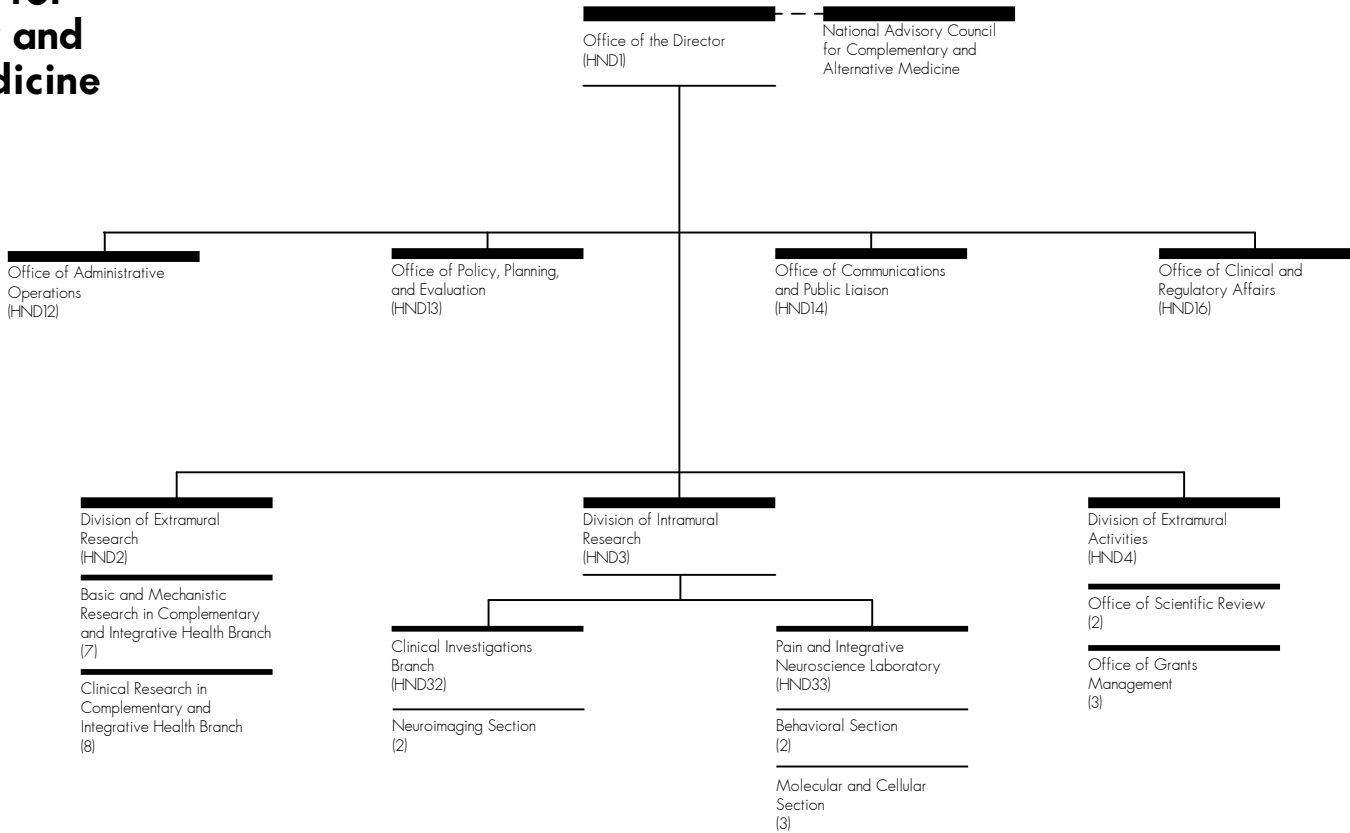 and
Office of the Director
(HND1)
National Advisory Council
for Complementary and
Alternative Medicine
Office of Administrative
Operations
(HND12)
Office of Policy, Planning,
and Evaluation
(HND13)
Office of Communications
and Public Liaison
(HND14)
Office of Clinical and
Regulatory Affairs
(HND16)
Division of Extramural
Research
(HND2)
Basic and Mechanistic
Research in Complementary
and Integrative Health Branch
(7)
Clinical Research in
Complementary and
Integrative Health Branch
(8)
Division of Intramural
Research
(HND3)
Clinical Investigations
Branch
(HND32)
Neuroimaging Section
(2)
Pain and Integrative
Neuroscience Laboratory
(HND33)
Behavioral Section
(2)
Molecular and Cellular
Section
(3)
Division of Extramural
Activities
(HND4)
Office of Scientific Review
(2)
Office of Grants
Management
(3)